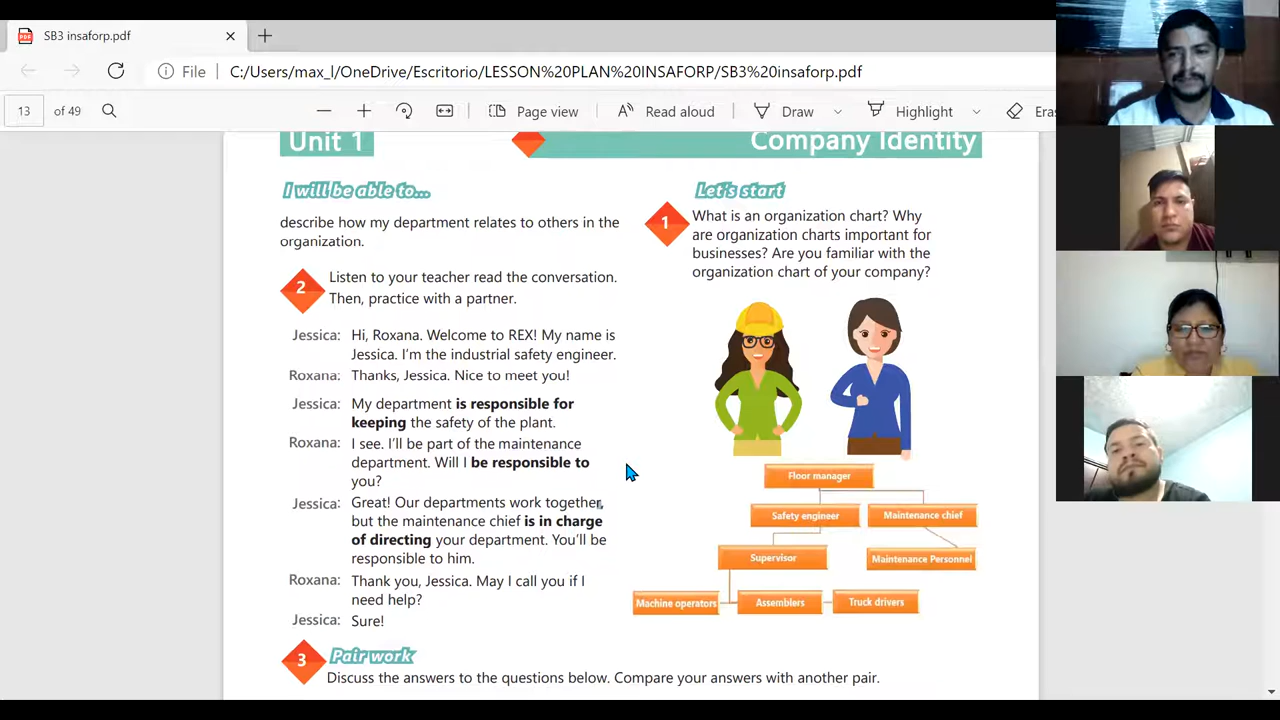 SB3 insaforp.pdf
File
C:/Users/max_l/OneDrive/Escritorio/LESSON%20PLAN%20INSAFORP/SB3%20insaforp.pdf
13 of 49
Page view
Read aloud
Draw
Highlight
Eras
Unit 1
Company Identity
I will be able to...
describe how my department relates to others in the
organization.
2
Listen to your teacher read the conversation.
Then, practice with a partner.
Jessica: Hi, Roxana. Welcome to REX! My name is
Jessica. I'm the industrial safety engineer.
Roxana: Thanks, Jessica. Nice to meet you!
Jessica: My department is responsible for
keeping the safety of the plant.
Roxana: I see. I'll be part of the maintenance
department. Will I be responsible to
you?
Jessica: Great! Our departments work together,
but the maintenance chief is in charge
of directing your department. You'll be
responsible to him.
Roxana: Thank you, Jessica. May I call you if I
need help?
Jessica: Sure!
Let's start
1
What is an organization chart? Why
are organization charts important for
businesses? Are you familiar with the
organization chart of your company?
Floor manager
Safety engineer
Maintenance chief
Supervisor
Maintenance Personnel
Machine operators
Assemblers
Truck drivers
3
Pair work
Discuss the answers to the questions below. Compare your answers with another pair.